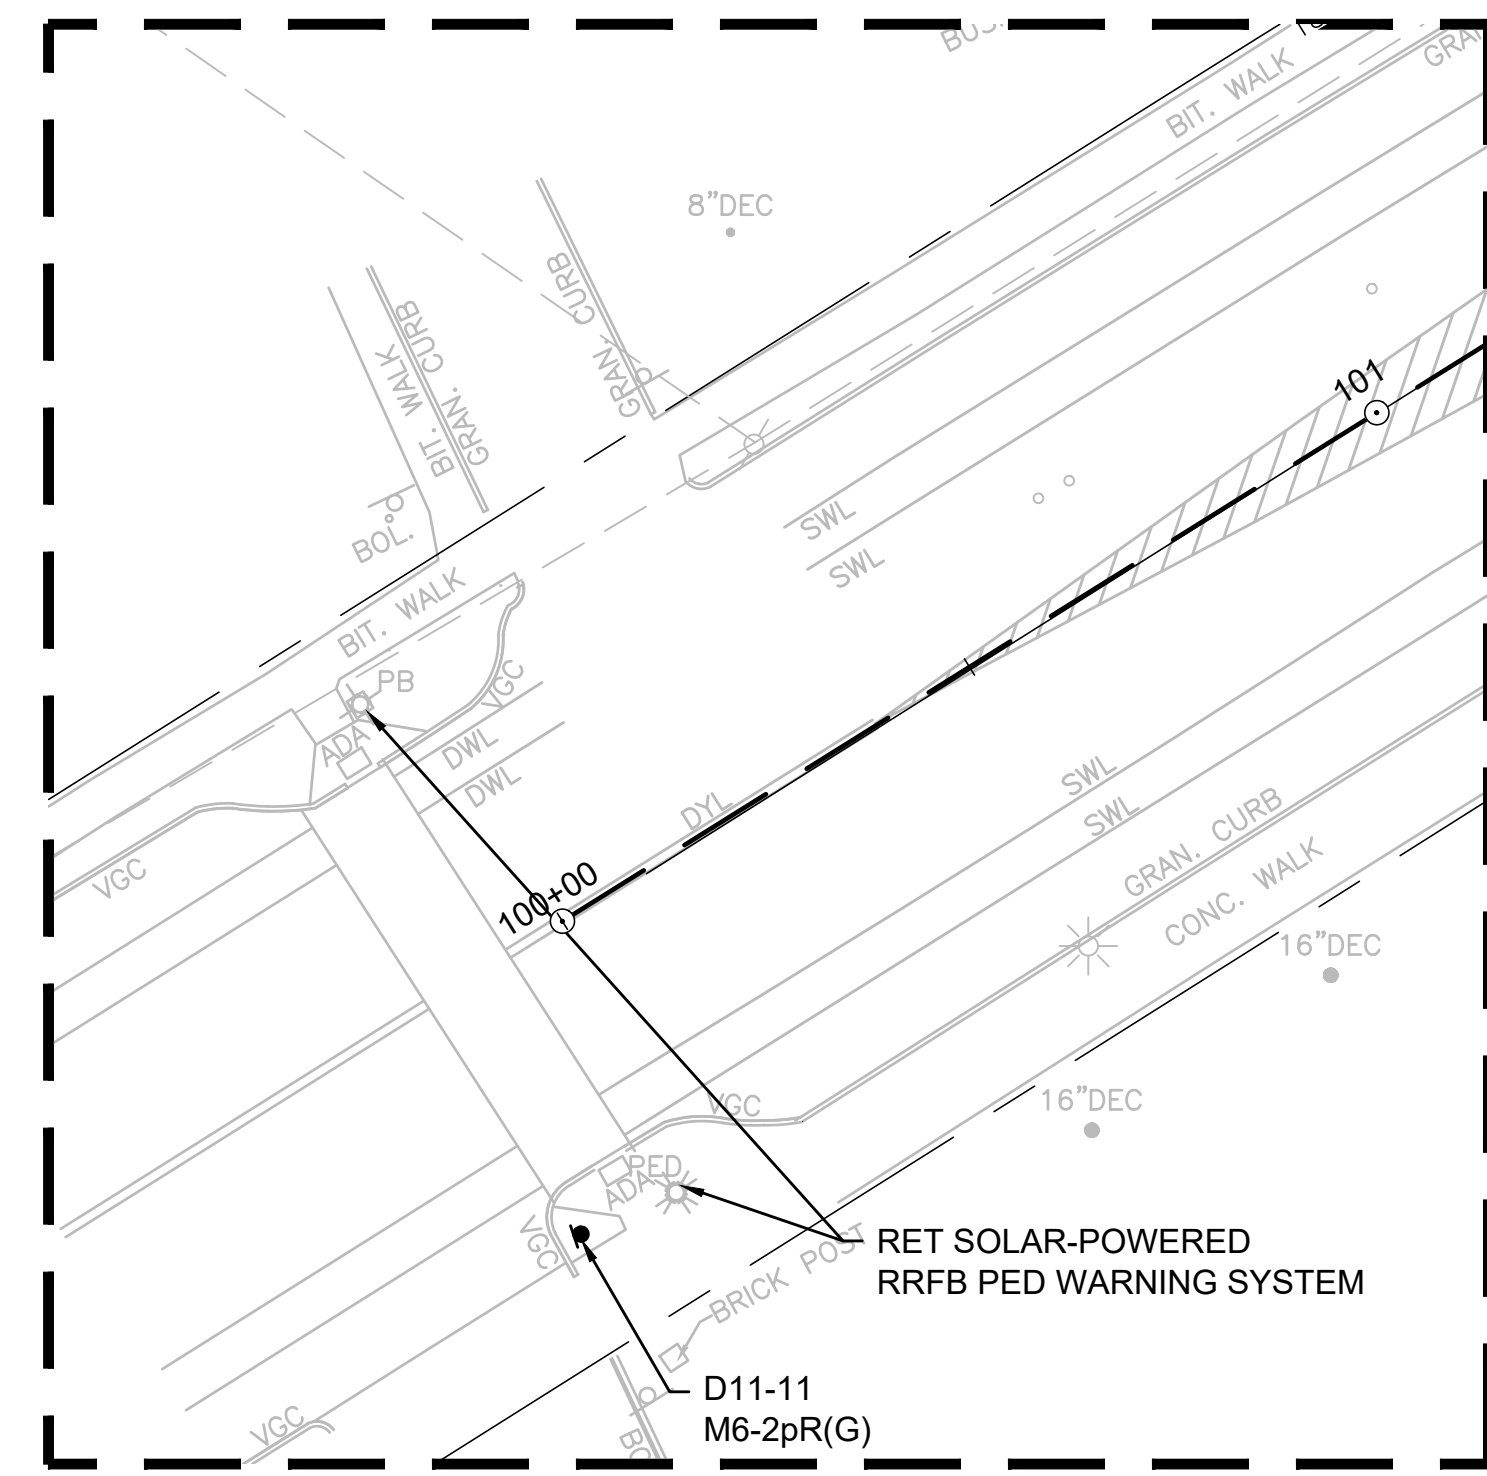 BUS.
BIT. WALK
8"DEC
GRAN. CURB
GRAN. CURB
BIT. WALK
101
SWL
SWL
BOL.
BIT. WALK
PB
VGC
ADA
DWL
DWL
DYL
SWL
SWL
VGC
GRAN. CURB
100+00
CONC. WALK
16"DEC
16"DEC
VGC
PED
ADA
VGC
RET SOLAR-POWERED
RRFB PED WARNING SYSTEM
BRICK POST
D11-11
M6-2pR(G)
VGC